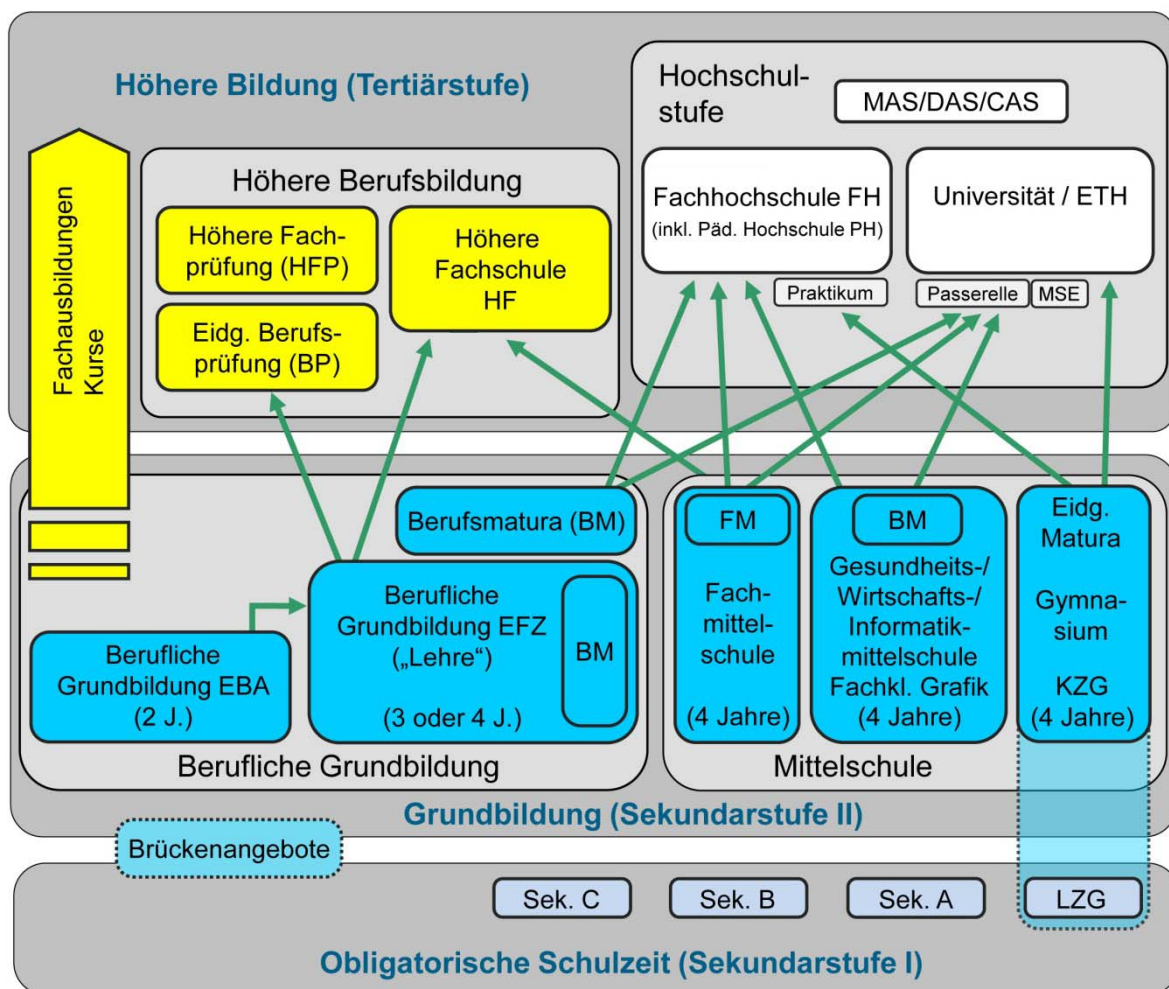 Höhere Bildung (Tertiärstufe)
Hochschul-
stufe
MAS/DAS/CAS
Fachausbildungen
Kurse
Höhere Berufsbildung
Höhere Fach-
prüfung (HFP)
Eidg. Berufs-
prüfung (BP)
Höhere
Fachschule
HF
Fachhochschule FH
(inkl. Päd. Hochschule PH)
Universität / ETH
Praktikum
Passerelle
MSE
Berufsmatura (BM)
Berufliche
Grundbildung EBA
(2 J.)
Berufliche
Grundbildung EFZ
(„Lehre“)
(3 oder 4 J.)
BM
Berufliche Grundbildung
FM
Fach-
mittel-
schule
(4 Jahre)
BM
Gesundheits-/
Wirtschafts-/
Informatik-
mittelschule
Fachkl. Grafik
(4 Jahre)
Eidg.
Matura
Gymna-
sium
KZG
(4 Jahre)
Mittelschule
Grundbildung (Sekundarstufe II)
Brückenangebote
Sek. C
Sek. B
Sek. A
LZG
Obligatorische Schulzeit (Sekundarstufe I)